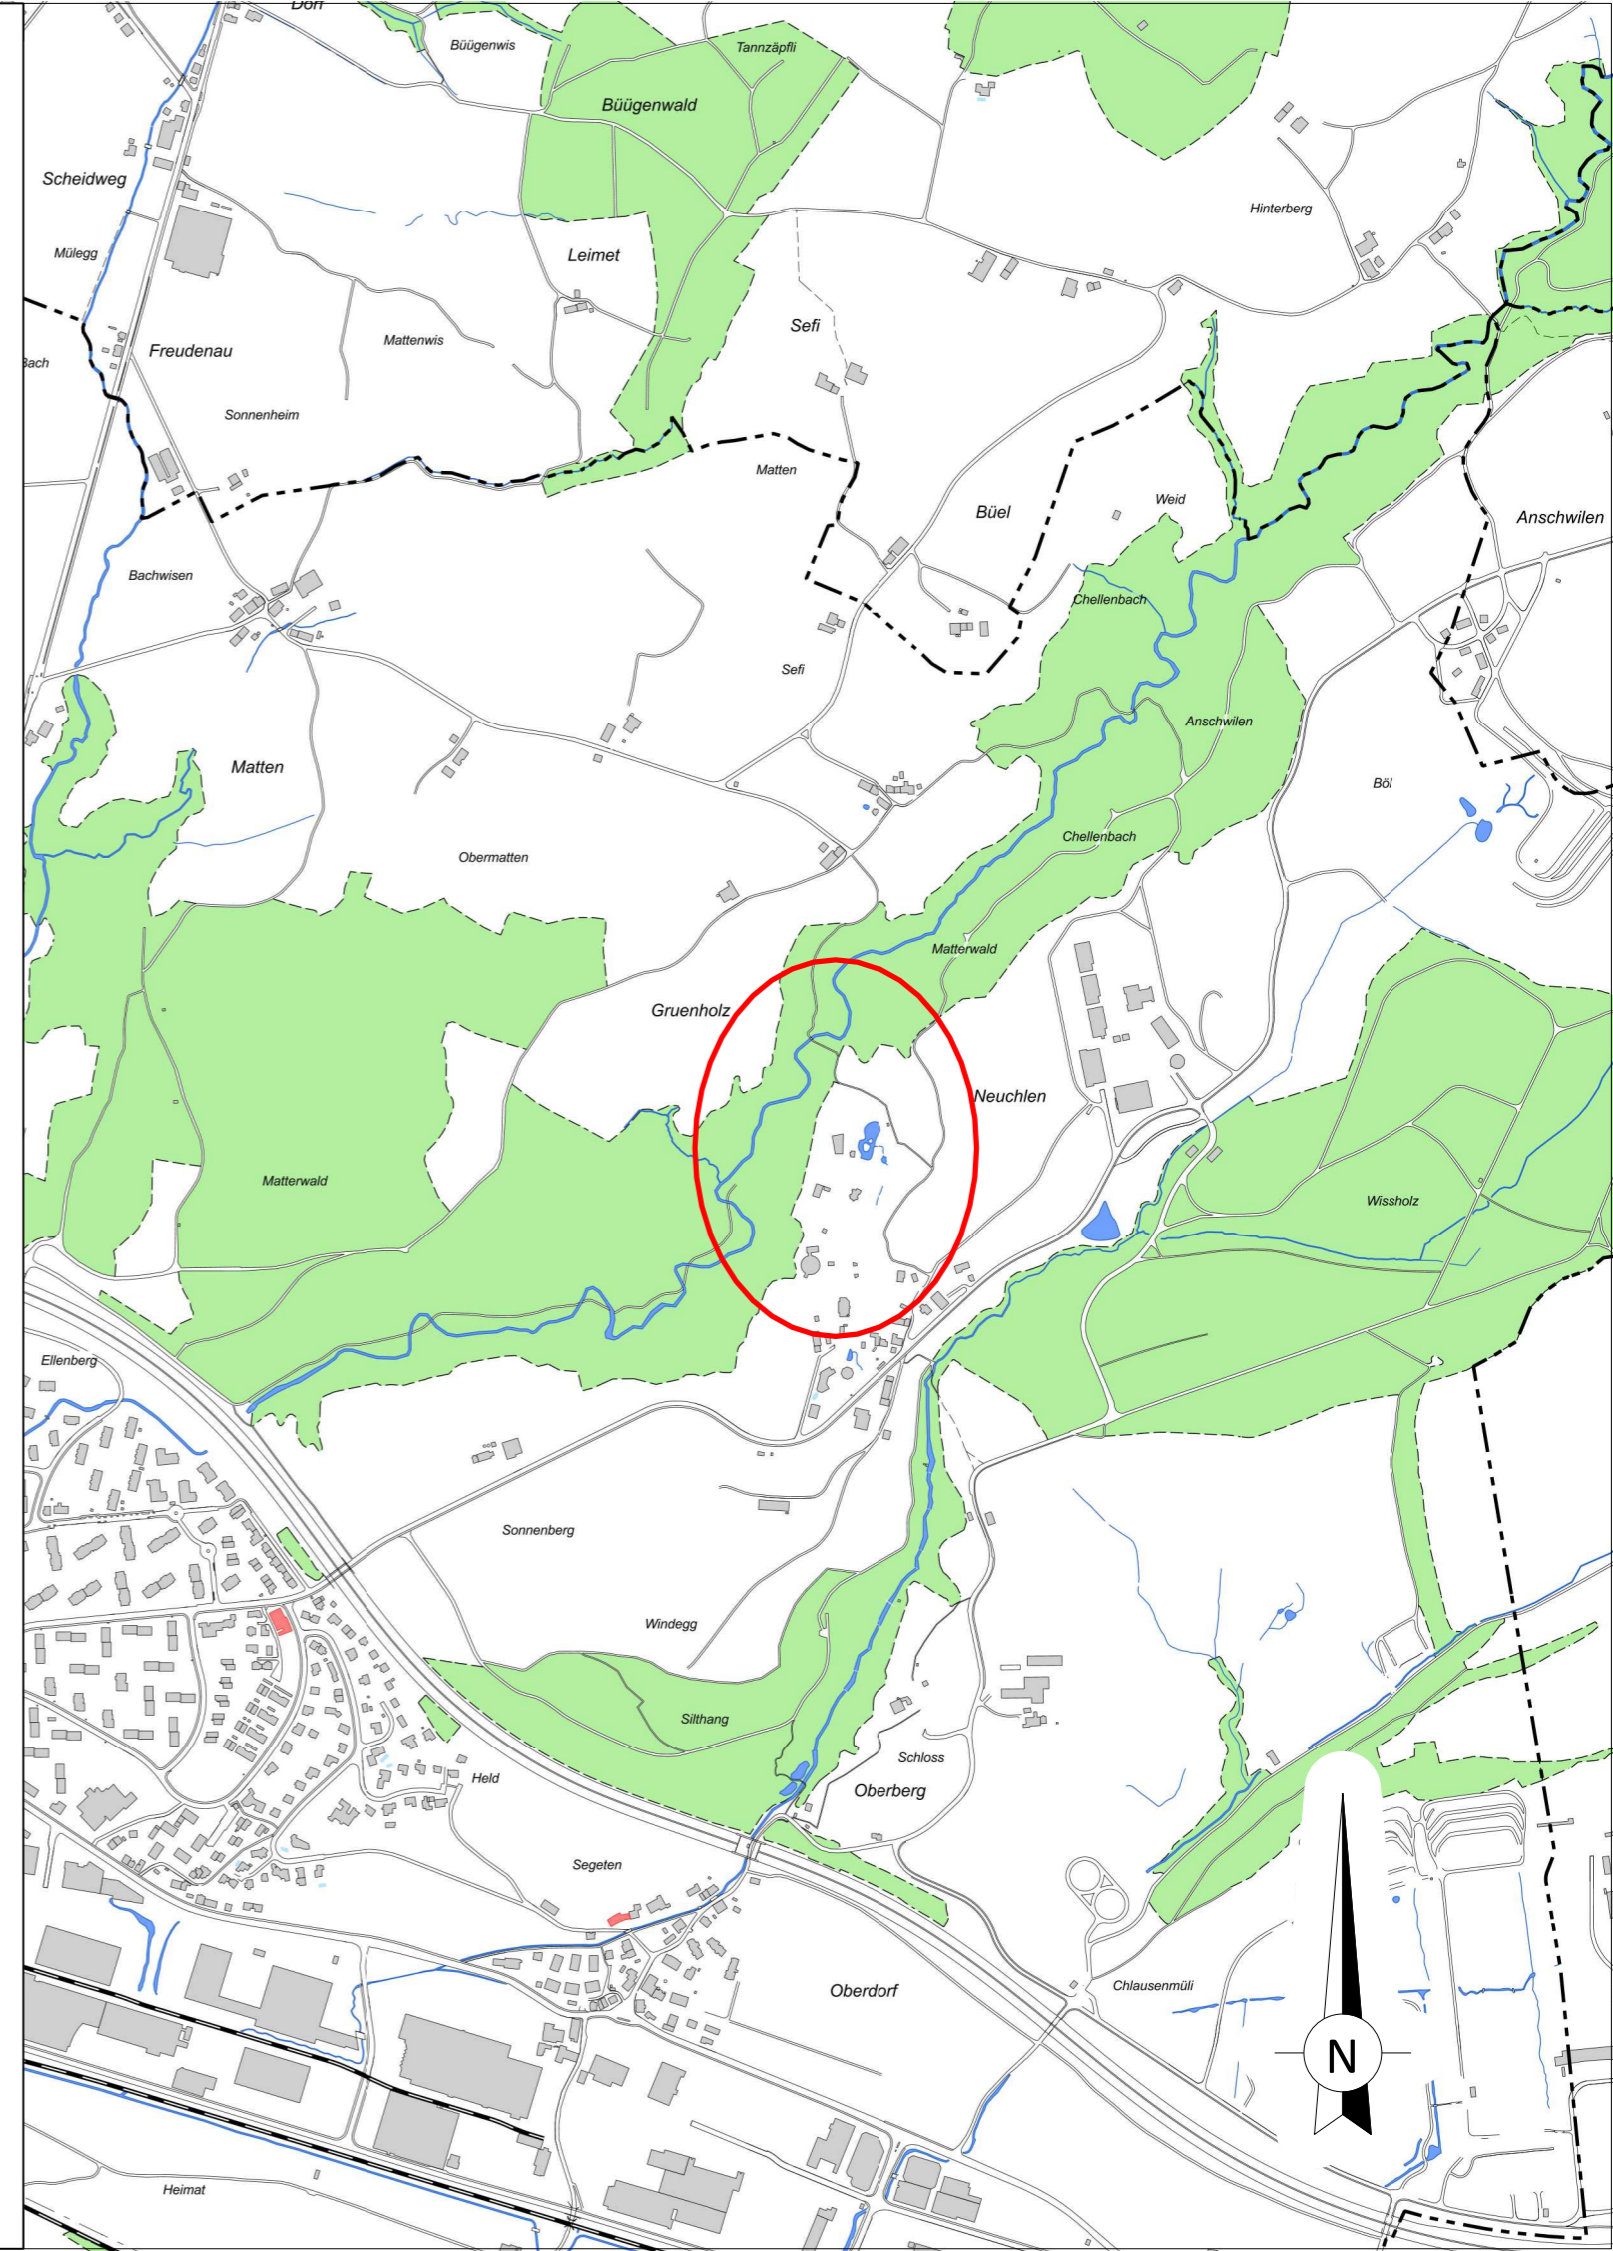 Dorf
Büügenwis
Tannzäpfli
Büügenwald
Scheidweg
Hinterberg
Mülegg
Leimet
Sefi
Mattenwis
Freudenau
Bach
Sonnenheim
Matten
Weid
Büel
Anschwilen
Bachwisen
Chellenbach
Sefi
Anschwilen
Matten
Böl
Chellenbach
Obermatten
Matterwald
Gruenholz
Neuchlen
Matterwald
Wissholz
Ellenberg
Sonnenberg
Windegg
Silthang
Schloss
Held
Oberberg
Segeten
Chlausenmüli
Oberdorf
N
Heimat